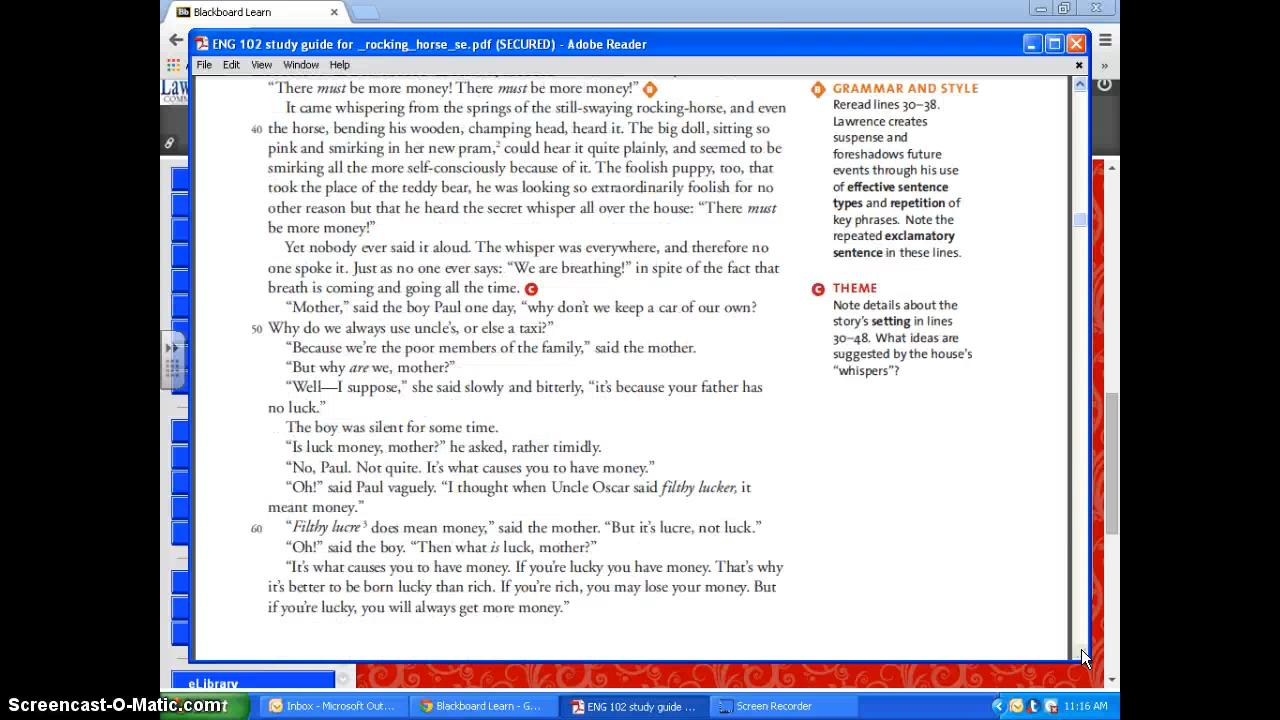 Blackboard Learn
ENG 102 study guide for _rocking_horse_se.pdf (SECURED) - Adobe Reader
File Edit View Window Help
“There must be more money! There must be more money!” B
It came whispering from the springs of the still-swaying rocking-horse, and even
40 the horse, bending his wooden, champing head, heard it. The big doll, sitting so
pink and smirking in her new pram,2 could hear it quite plainly, and seemed to be
smirking all the more self-consciously because of it. The foolish puppy, too, that
took the place of the teddy bear, he was looking so extraordinarily foolish for no
other reason but that he heard the secret whisper all over the house: “There must
be more money!”
Yet nobody ever said it aloud. The whisper was everywhere, and therefore no
one spoke it. Just as no one ever says: “We are breathing!” in spite of the fact that
breath is coming and going all the time. C
“Mother,” said the boy Paul one day, “why don’t we keep a car of our own?
50 Why do we always use uncle’s, or else a taxi?”
“Because we’re the poor members of the family,” said the mother.
“But why are we, mother?”
“Well—I suppose,” she said slowly and bitterly, “it’s because your father has
no luck.”
The boy was silent for some time.
“Is luck money, mother?” he asked, rather timidly.
“No, Paul. Not quite. It’s what causes you to have money.”
“Oh!” said Paul vaguely. “I thought when Uncle Oscar said filthy lucker, it
meant money.”
60 “Filthy lucre3 does mean money,” said the mother. “But it’s lucre, not luck.”
“Oh!” said the boy. “Then what is luck, mother?”
“It’s what causes you to have money. If you’re lucky you have money. That’s why
it’s better to be born lucky than rich. If you’re rich, you may lose your money. But
if you’re lucky, you will always get more money.”
B GRAMMAR AND STYLE
Reread lines 30–38.
Lawrence creates
suspense and
foreshadows future
events through his use
of effective sentence
types and repetition of
key phrases. Note the
repeated exclamatory
sentence in these lines.
C THEME
Note details about the
story’s setting in lines
30–48. What ideas are
suggested by the house’s
“whispers”?
eLibrary
Inbox - Microsoft Out...
Blackboard Learn - G...
ENG 102 study guide ...
Screen Recorder
11:16 AM
Screencast-O-Matic.com